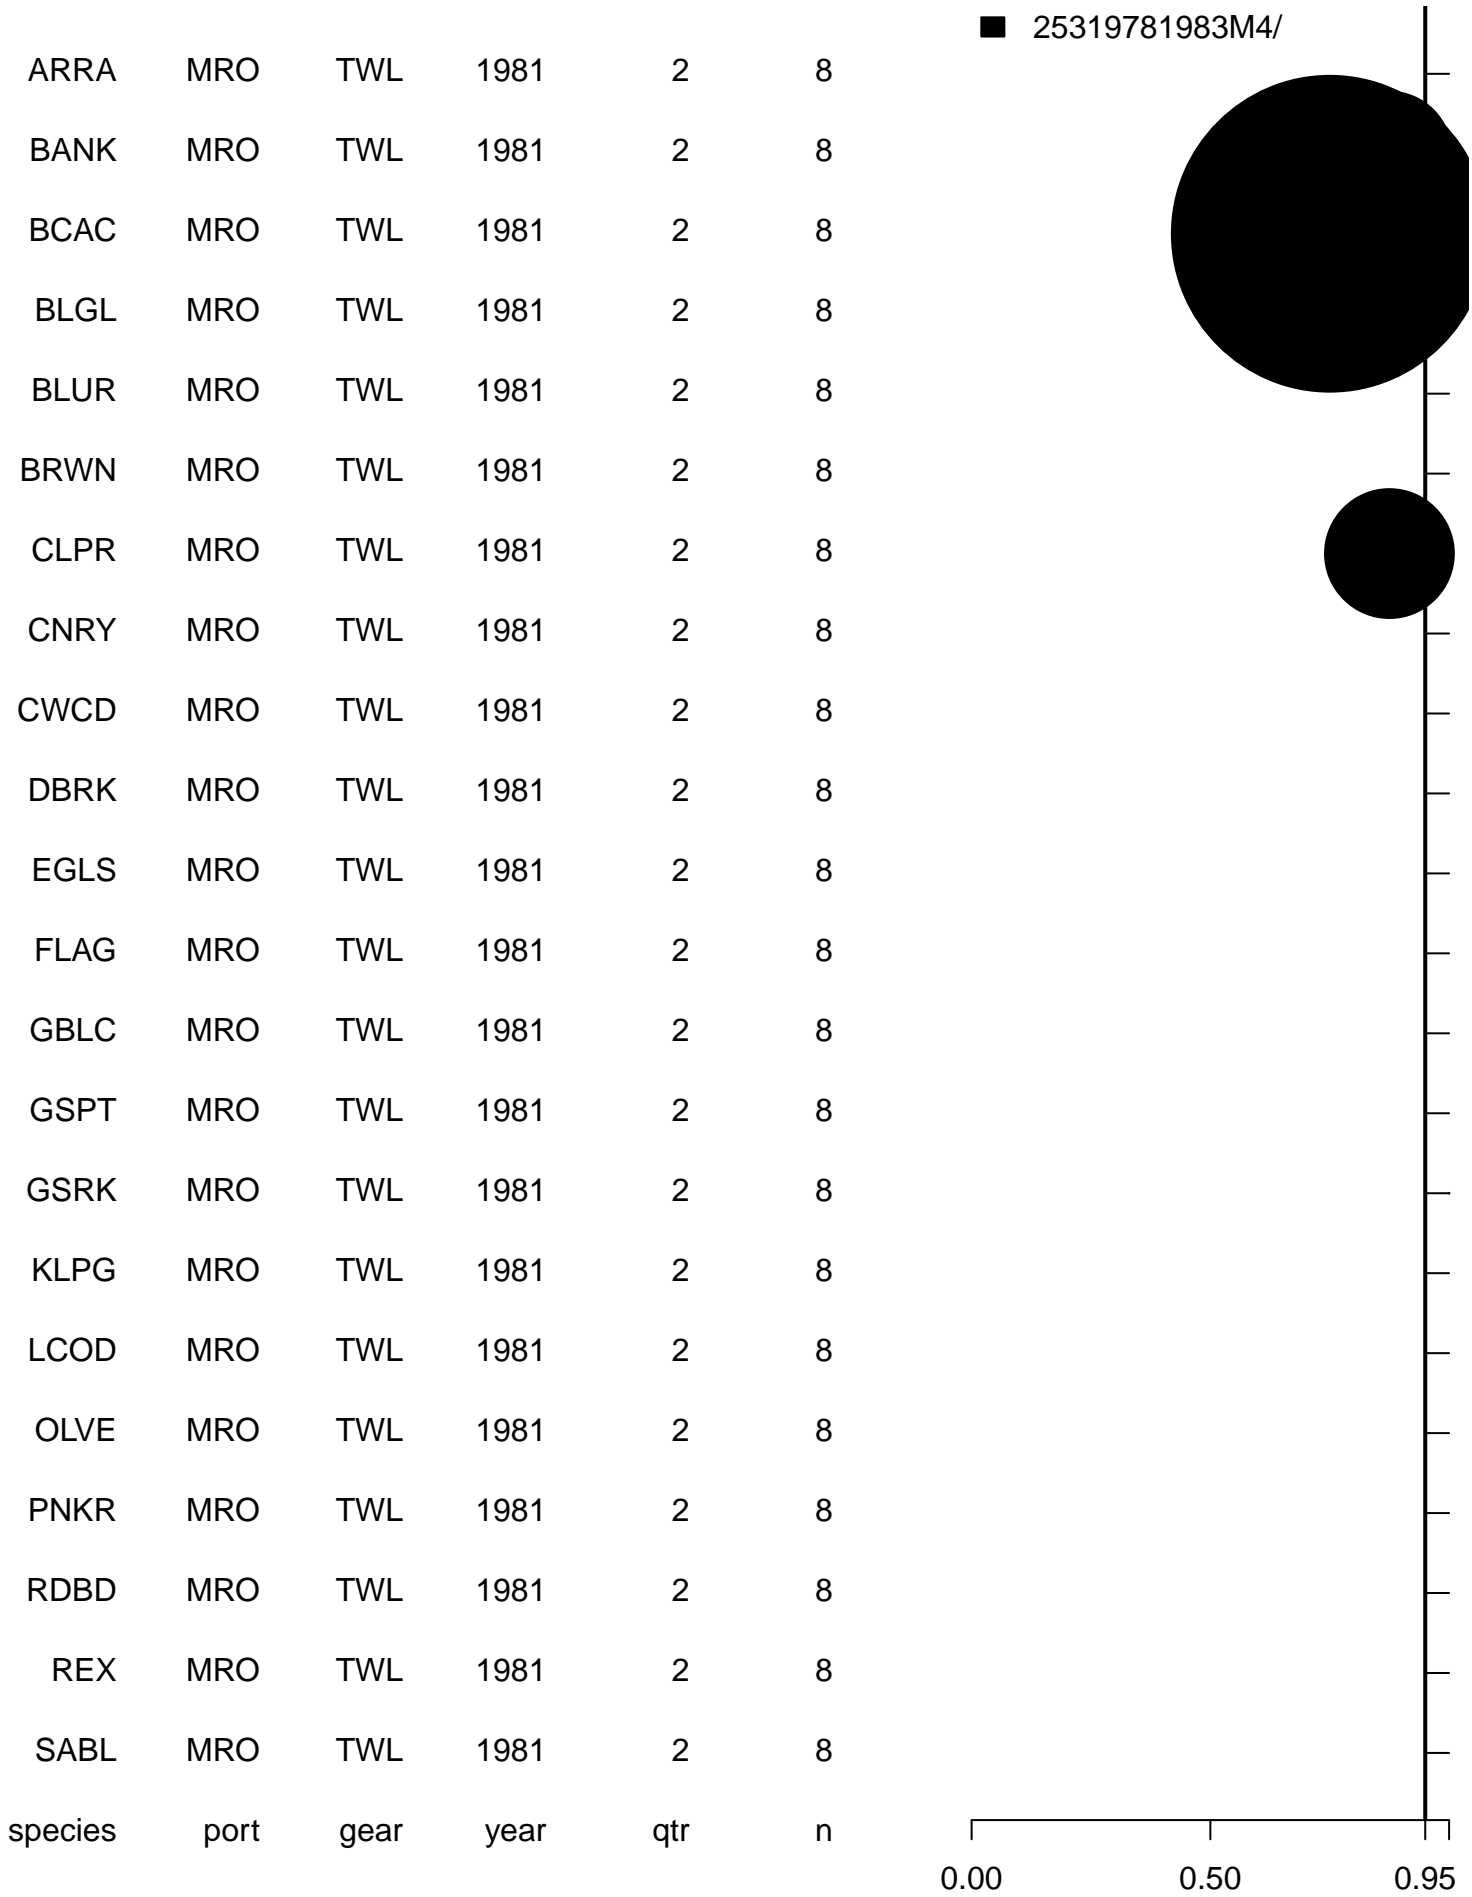 25319781983M4/
ARRA MRO TWL 1981 2 8
BANK MRO TWL 1981 2 8
BCAC MRO TWL 1981 2 8
BLGL MRO TWL 1981 2 8
BLUR MRO TWL 1981 2 8
BRWN MRO TWL 1981 2 8
CLPR MRO TWL 1981 2 8
CNRY MRO TWL 1981 2 8
CWCD MRO TWL 1981 2 8
DBRK MRO TWL 1981 2 8
EGLS MRO TWL 1981 2 8
FLAG MRO TWL 1981 2 8
GBLC MRO TWL 1981 2 8
GSPT MRO TWL 1981 2 8
GSRK MRO TWL 1981 2 8
KLPG MRO TWL 1981 2 8
LCOD MRO TWL 1981 2 8
OLVE MRO TWL 1981 2 8
PNKR MRO TWL 1981 2 8
RDBD MRO TWL 1981 2 8
REX MRO TWL 1981 2 8
SABL MRO TWL 1981 2 8
species port gear year qtr n
0.00 0.50 0.95